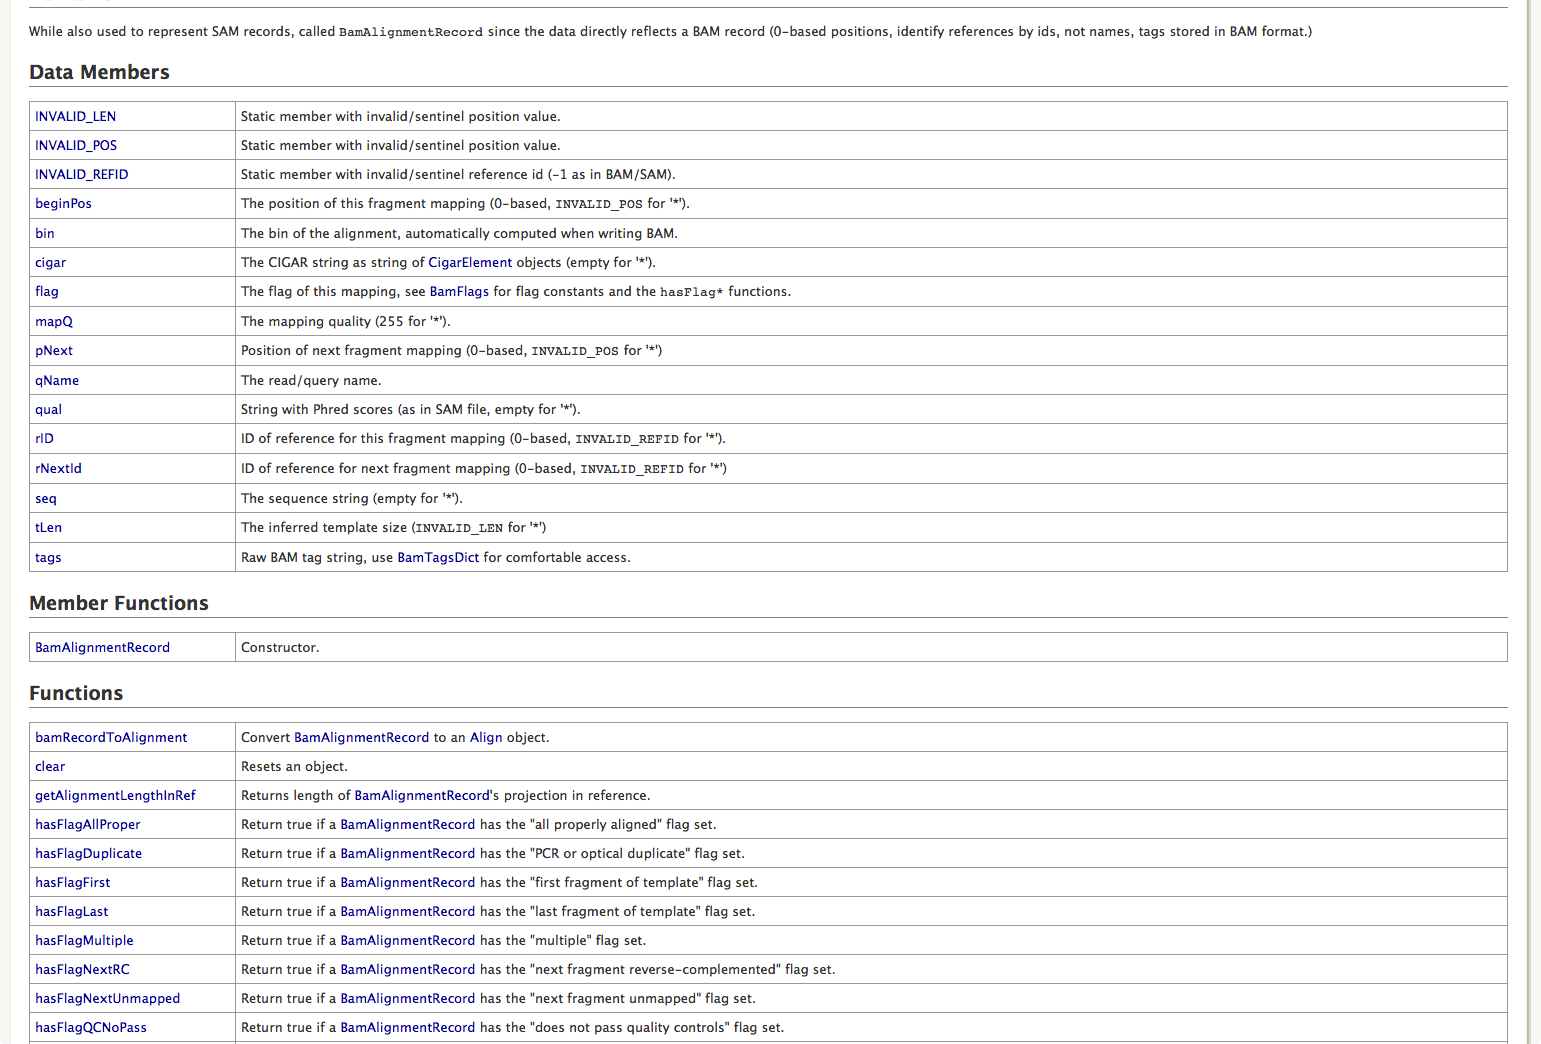 While also used to represent SAM records, called BamAlignmentRecord since the data directly reflects a BAM record (0-based positions, identify references by ids, not names, tags stored in BAM format.)
Data Members
INVALID_LEN Static member with invalid/sentinel position value.
INVALID_POS Static member with invalid/sentinel position value.
INVALID_REFID Static member with invalid/sentinel reference id (-1 as in BAM/SAM).
beginPos The position of this fragment mapping (0-based, INVALID_POS for '*').
bin The bin of the alignment, automatically computed when writing BAM.
cigar The CIGAR string as string of CigarElement objects (empty for '*').
flag The flag of this mapping, see BamFlags for flag constants and the hasFlag* functions.
mapQ The mapping quality (255 for '*').
pNext Position of next fragment mapping (0-based, INVALID_POS for '*')
qName The read/query name.
qual String with Phred scores (as in SAM file, empty for '*').
rID ID of reference for this fragment mapping (0-based, INVALID_REFID for '*').
rNextId ID of reference for next fragment mapping (0-based, INVALID_REFID for '*')
seq The sequence string (empty for '*').
tLen The inferred template size (INVALID_LEN for '*')
tags Raw BAM tag string, use BamTagsDict for comfortable access.
Member Functions
BamAlignmentRecord Constructor.
Functions
bamRecordToAlignment Convert BamAlignmentRecord to an Align object.
clear Resets an object.
getAlignmentLengthInRef Returns length of BamAlignmentRecord's projection in reference.
hasFlagAllProper Return true if a BamAlignmentRecord has the "all properly aligned" flag set.
hasFlagDuplicate Return true if a BamAlignmentRecord has the "PCR or optical duplicate" flag set.
hasFlagFirst Return true if a BamAlignmentRecord has the "first fragment of template" flag set.
hasFlagLast Return true if a BamAlignmentRecord has the "last fragment of template" flag set.
hasFlagMultiple Return true if a BamAlignmentRecord has the "multiple" flag set.
hasFlagNextRC Return true if a BamAlignmentRecord has the "next fragment reverse-complemented" flag set.
hasFlagNextUnmapped Return true if a BamAlignmentRecord has the "next fragment unmapped" flag set.
hasFlagQCNoPass Return true if a BamAlignmentRecord has the "does not pass quality controls" flag set.